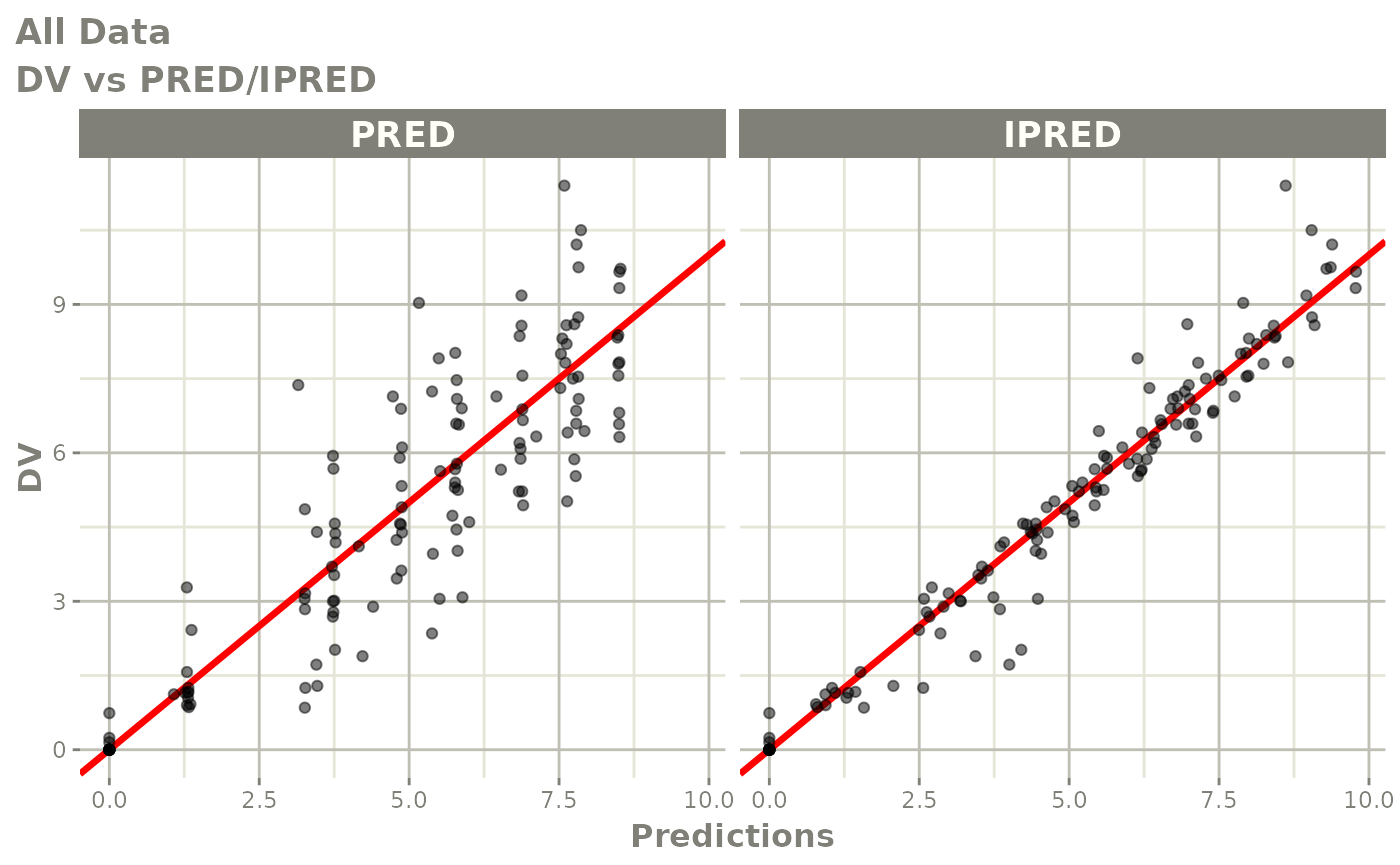 All Data
DV vs PRED/IPRED
PRED IPRED
DV
9
6
3
0
0.0 2.5 5.0 7.5 10.0 0.0 2.5 5.0 7.5 10.0
Predictions